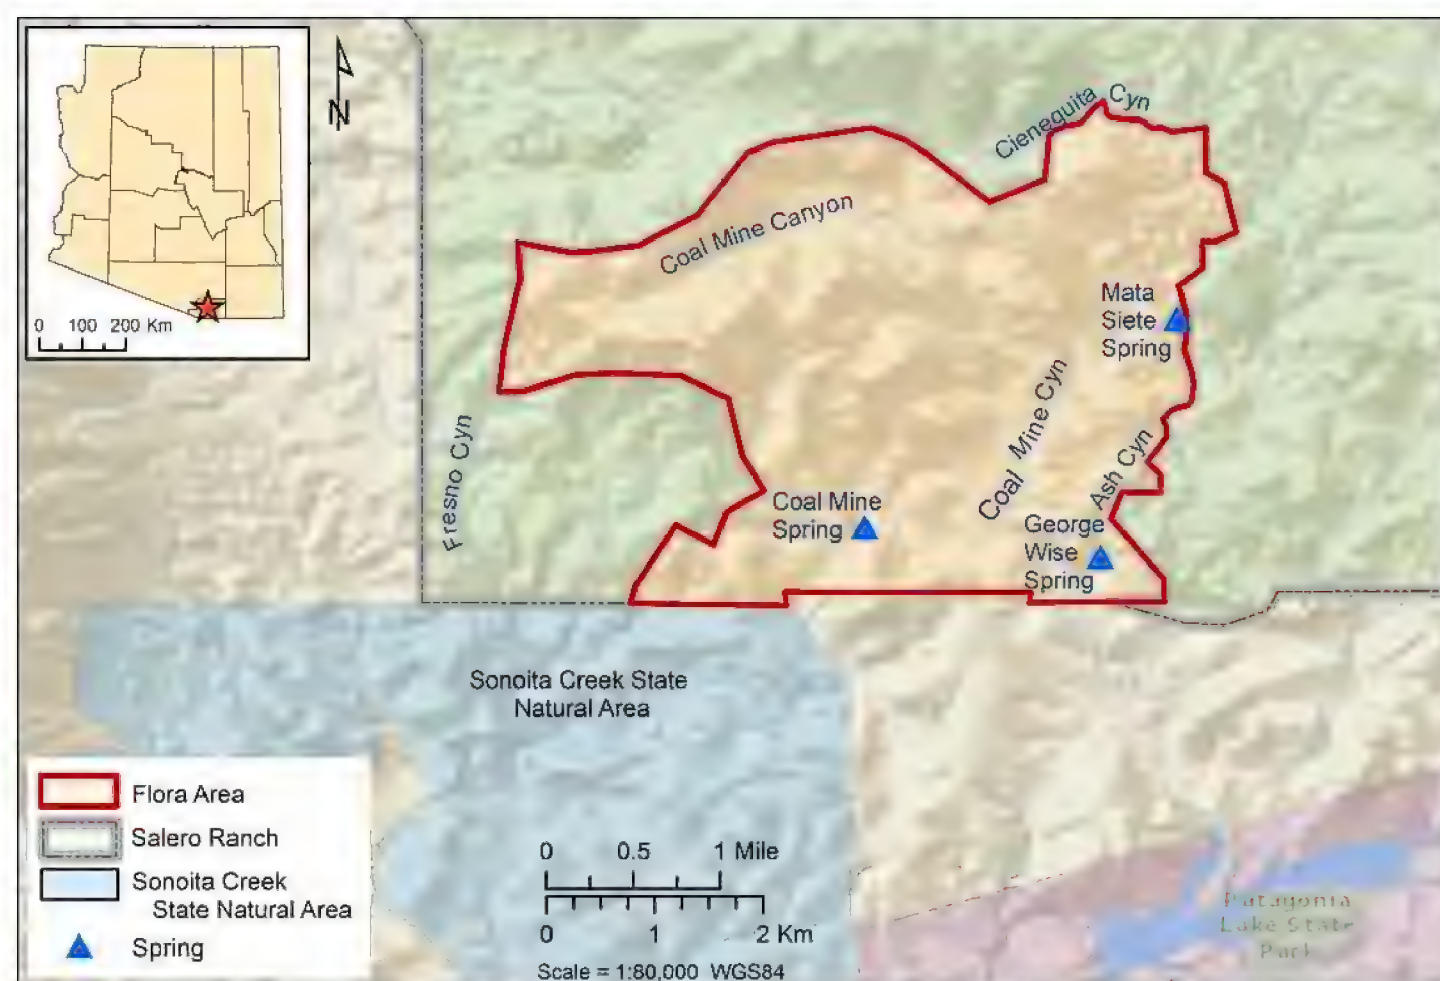 N
0 100 200 Km
Cienequita Cyn
Coal Mine Canyon
Mata
Siete
Spring
Coal Mine Cyn
Ash Cyn
Fresno Cyn
Coal Mine
Spring
George
Wise
Spring
Sonoita Creek State
Natural Area
Flora Area
Salero Ranch
Sonoita Creek
State Natural Area
Spring
0 0.5 1 Mile
0 1 2 Km
Scale = 1:80,000 WGS84
Patagonia
Lake State
Park